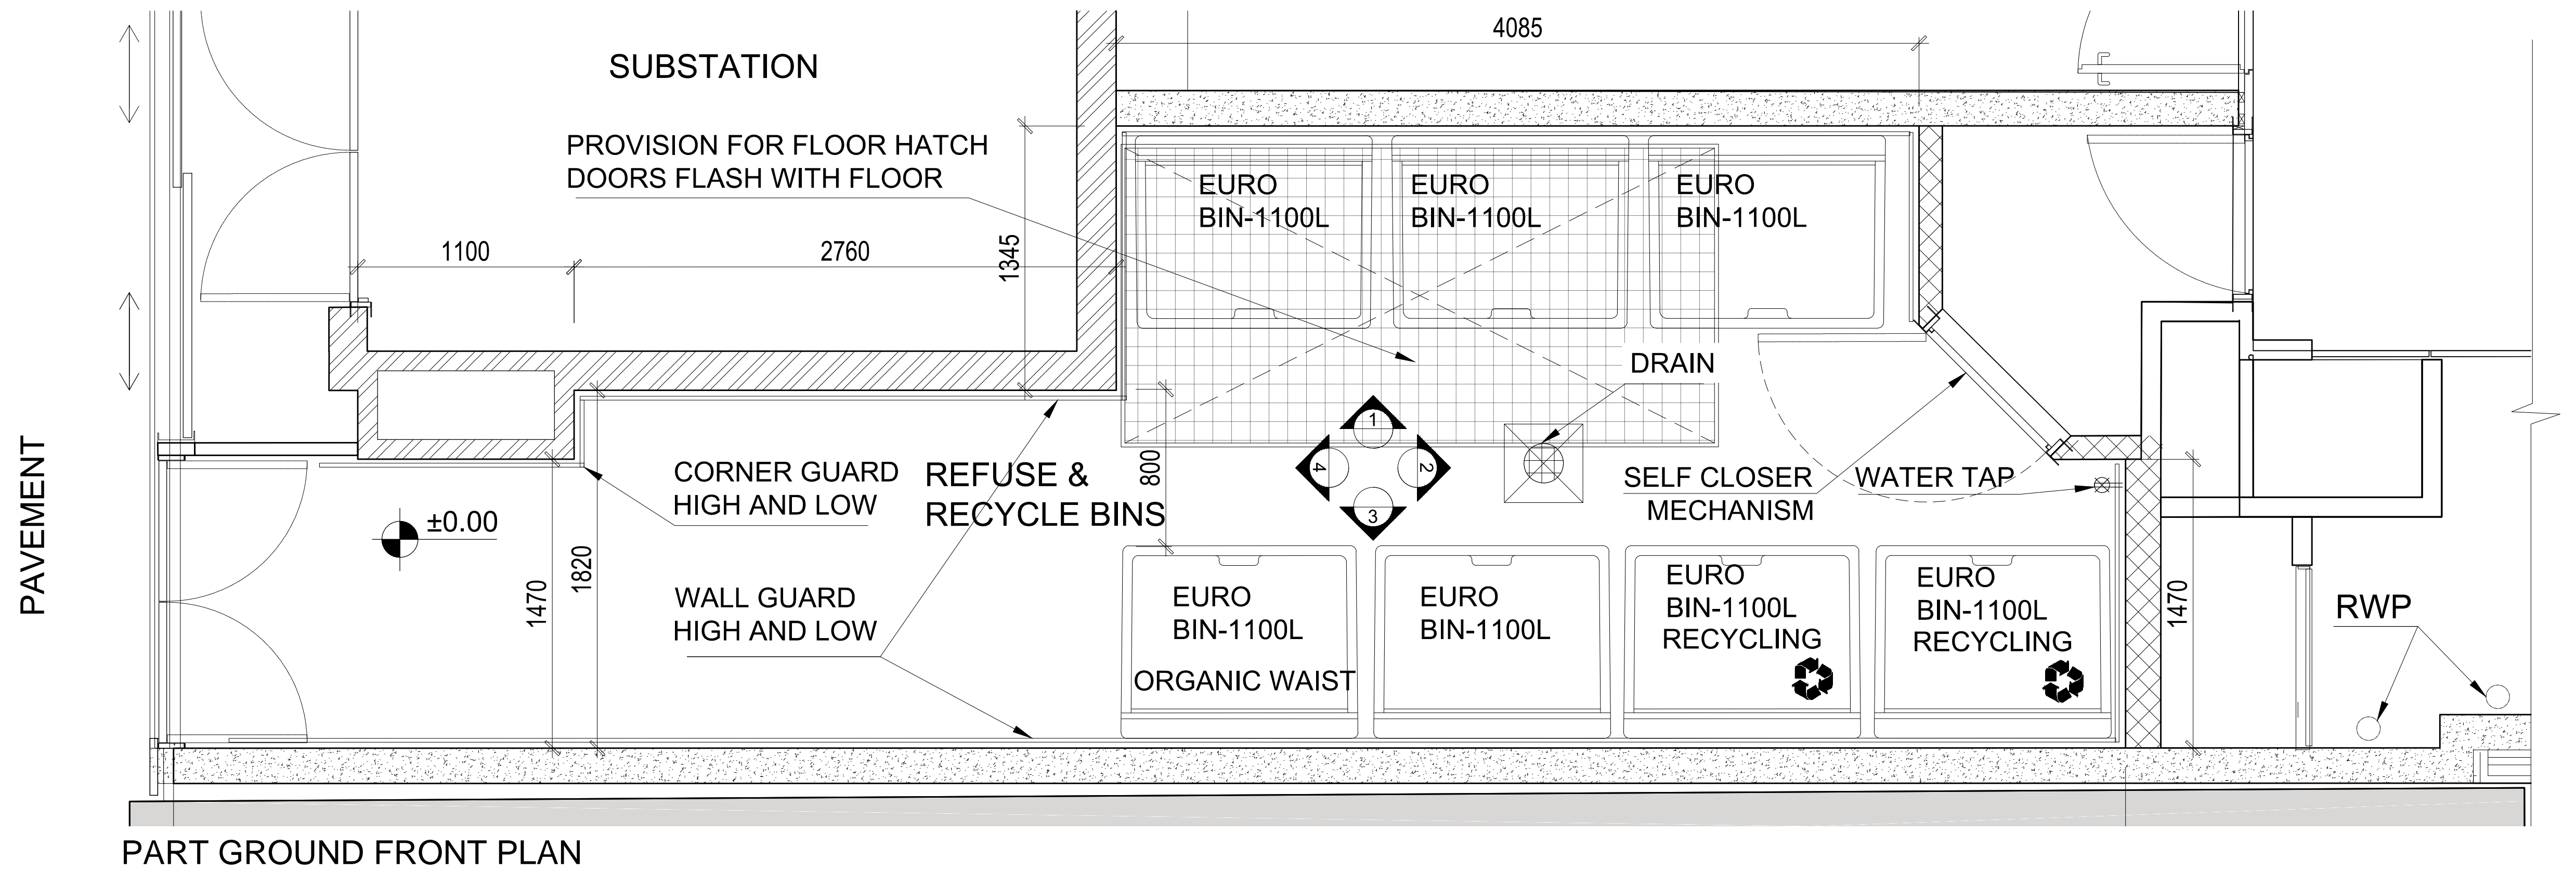 4085
SUBSTATION
PROVISION FOR FLOOR HATCH
DOORS FLASH WITH FLOOR
EURO
BIN-1100L
EURO
BIN-1100L
EURO
BIN-1100L
1100
2760
1345
DRAIN
PAVEMENT
CORNER GUARD
HIGH AND LOW
REFUSE &
RECYCLE BINS
800
1
2
3
4
SELF CLOSER
MECHANISM
WATER TAP
±0.00
1470
1820
WALL GUARD
HIGH AND LOW
EURO
BIN-1100L
ORGANIC WAIST
EURO
BIN-1100L
EURO
BIN-1100L
RECYCLING
EURO
BIN-1100L
RECYCLING
1470
RWP
PART GROUND FRONT PLAN